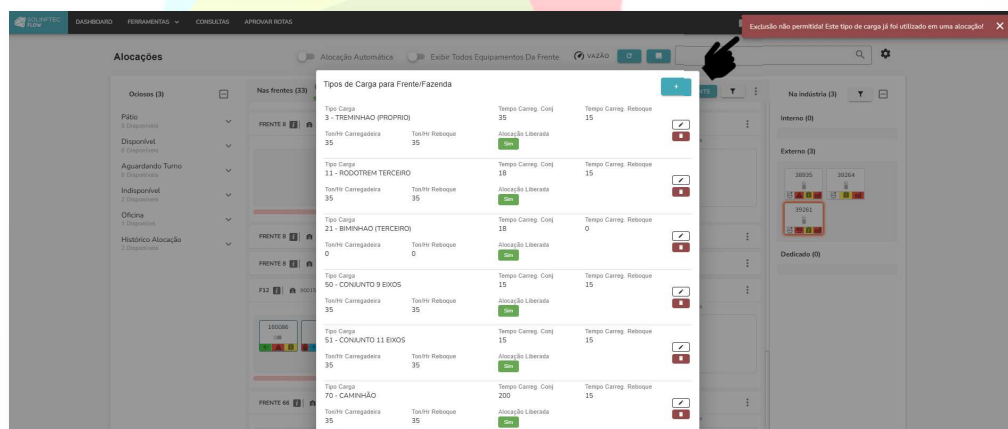 SOLINFTEC
FLOW
DASHBOARD FERRAMENTAS CONSULTAS APROVAR ROTAS
Exclusão não permitida! Este tipo de carga já foi utilizado em uma alocação! X
Alocações
Alocação Automática Exibir Todos Equipamentos Da Frente VAZÃO
Ociosos (3)
Pátio
Disponível
Aguardando Turno
Indisponível
2 Disponíveis
Oficina
Histórico Alocação
2 Disponíveis
Nas frentes (33)
FRENTE 8
FRENTE 8
FRENTE 8
F12
160086
FRENTE 66
Tipos de Carga para Frente/Fazenda
+
Tipo Carga Tempo Carreg. Conj Tempo Carreg. Reboque
3 - TREMINHAO (PROPRIO) 35 15
Ton/Hr Carregadeira Ton/Hr Reboque Alocação Liberada
35 35 Sim
Tipo Carga Tempo Carreg. Conj Tempo Carreg. Reboque
11 - RODOTREM TERCEIRO 18 15
Ton/Hr Carregadeira Ton/Hr Reboque Alocação Liberada
35 35 Sim
Tipo Carga Tempo Carreg. Conj Tempo Carreg. Reboque
21 - BIMINHAO (TERCEIRO) 18 0
Ton/Hr Carregadeira Ton/Hr Reboque Alocação Liberada
0 0 Sim
Tipo Carga Tempo Carreg. Conj Tempo Carreg. Reboque
50 - CONJUNTO 9 EIXOS 15 15
Ton/Hr Carregadeira Ton/Hr Reboque Alocação Liberada
35 35 Sim
Tipo Carga Tempo Carreg. Conj Tempo Carreg. Reboque
51 - CONJUNTO 11 EIXOS 15 15
Ton/Hr Carregadeira Ton/Hr Reboque Alocação Liberada
35 35 Sim
Tipo Carga Tempo Carreg. Conj Tempo Carreg. Reboque
70 - CAMINHÃO 200 15
Ton/Hr Carregadeira Ton/Hr Reboque Alocação Liberada
35 35 Sim
Na indústria (3)
Interno (0)
Externo (3)
38935 30264
39261
Dedicado (0)